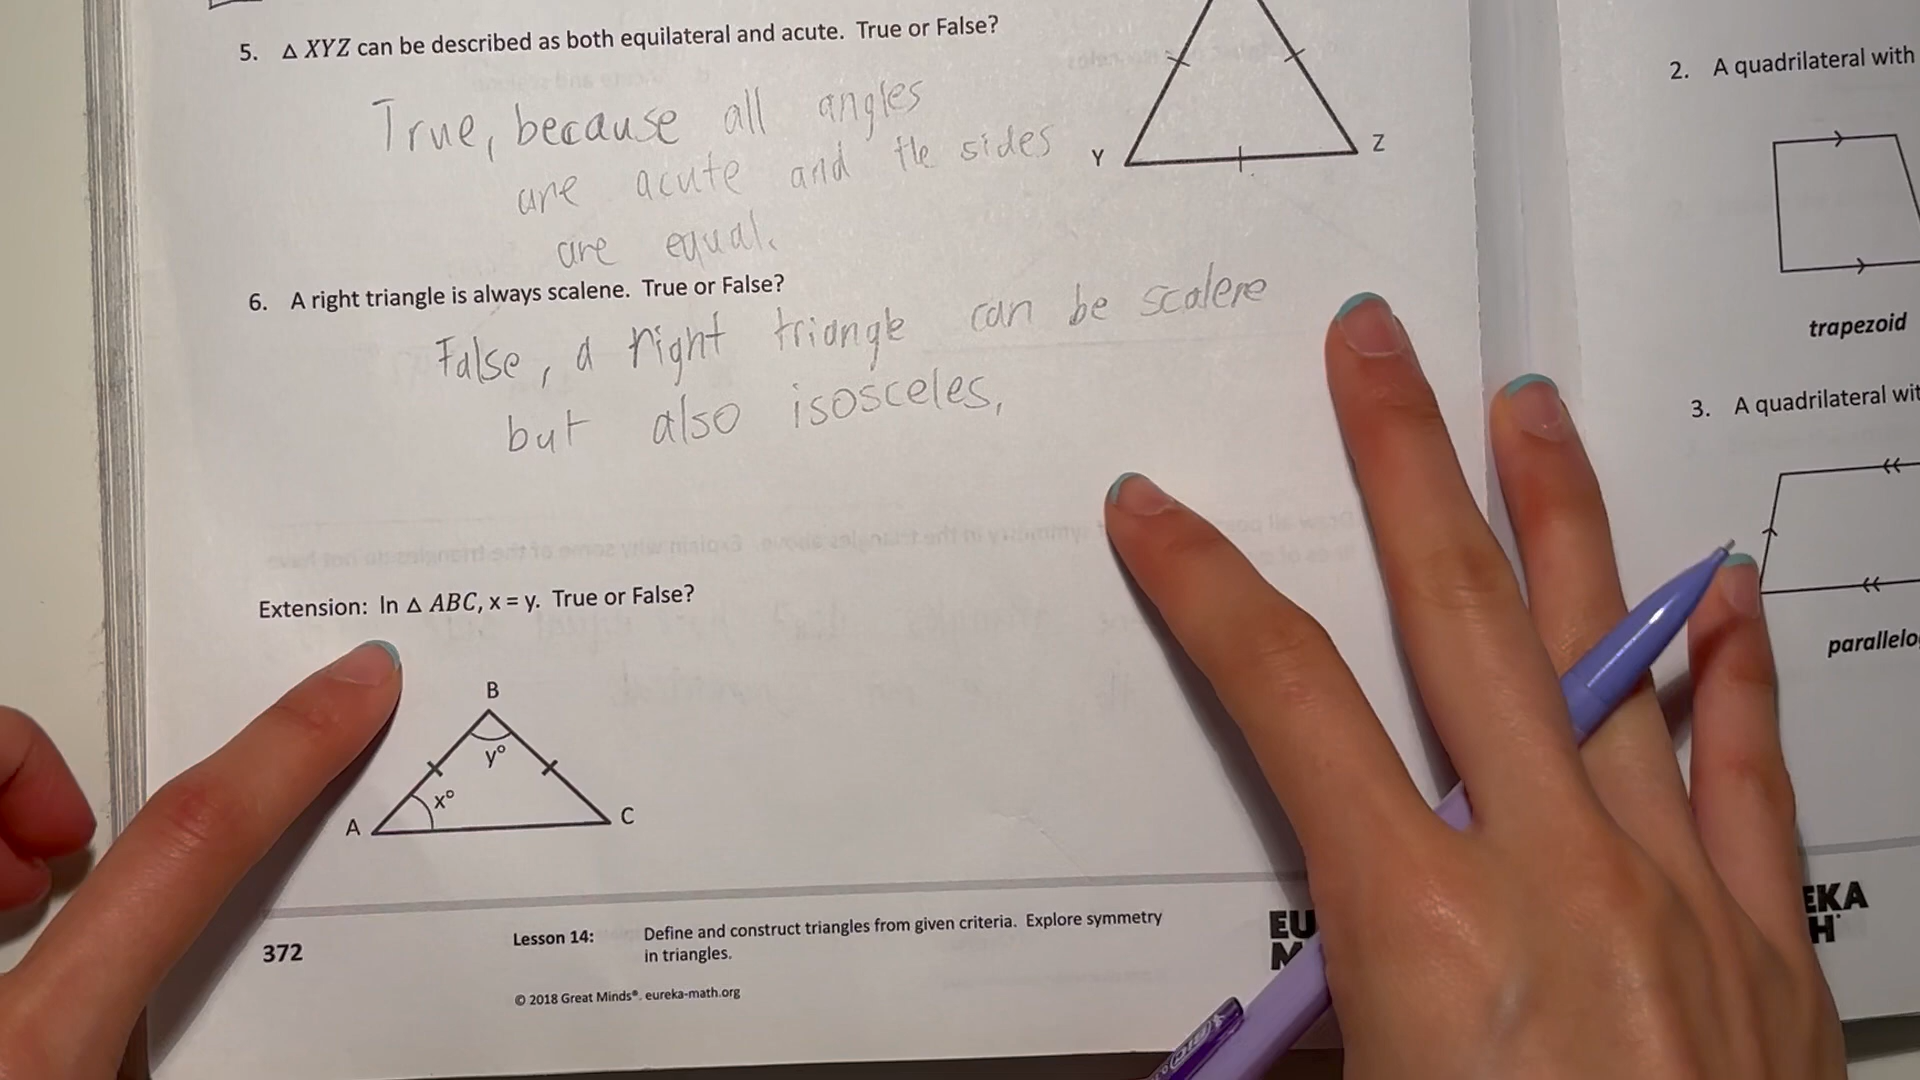 5. △ XYZ can be described as both equilateral and acute. True or False?
True, because all angles
are acute and the sides
are equal.
Y
Z
6. A right triangle is always scalene. True or False?
False, a right triangle can be scalene
but also isosceles,
Extension: In △ ABC, x = y. True or False?
B
y°
x°
A
C
372
Lesson 14: Define and construct triangles from given criteria. Explore symmetry
in triangles.
© 2018 Great Minds®. eureka-math.org
EU
M
2. A quadrilateral with
trapezoid
3. A quadrilateral wit
parallelo
EKA
H